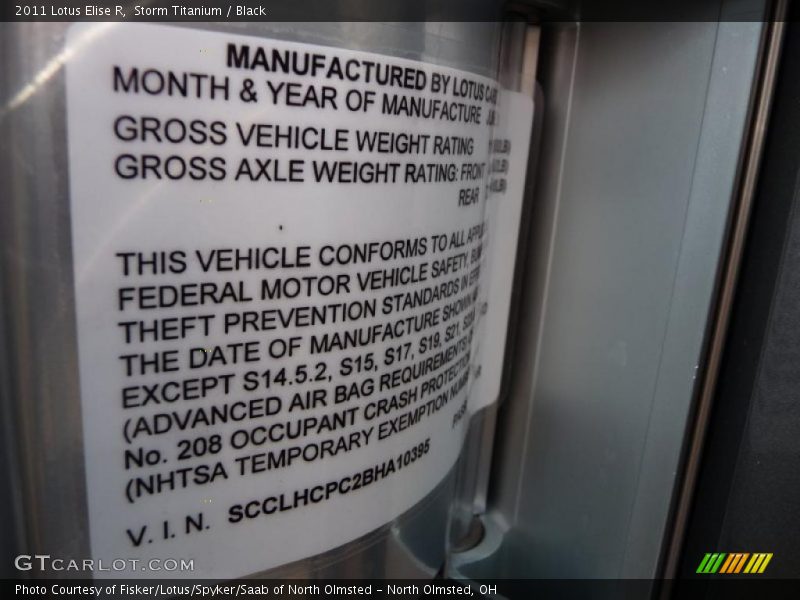 2011 Lotus Elise R, Storm Titanium / Black
MANUFACTURED BY LOTUS
MONTH & YEAR OF MANUFACTURE
GROSS VEHICLE WEIGHT RATING
GROSS AXLE WEIGHT RATING: FRONT
REAR
THIS VEHICLE CONFORMS TO ALL
FEDERAL MOTOR VEHICLE SAFETY,
THEFT PREVENTION STANDARDS IN
THE DATE OF MANUFACTURE SHOWN
EXCEPT S14.5.2, S15, S17, S19, S21,
(ADVANCED AIR BAG REQUIREMENTS
No. 208 OCCUPANT CRASH PROTECTION
(NHTSA TEMPORARY EXEMPTION
V. I. N. SCCLHCPC2BHA10395
GTCARLOT.COM
Photo Courtesy of Fisker/Lotus/Spyker/Saab of North Olmsted - North Olmsted, OH